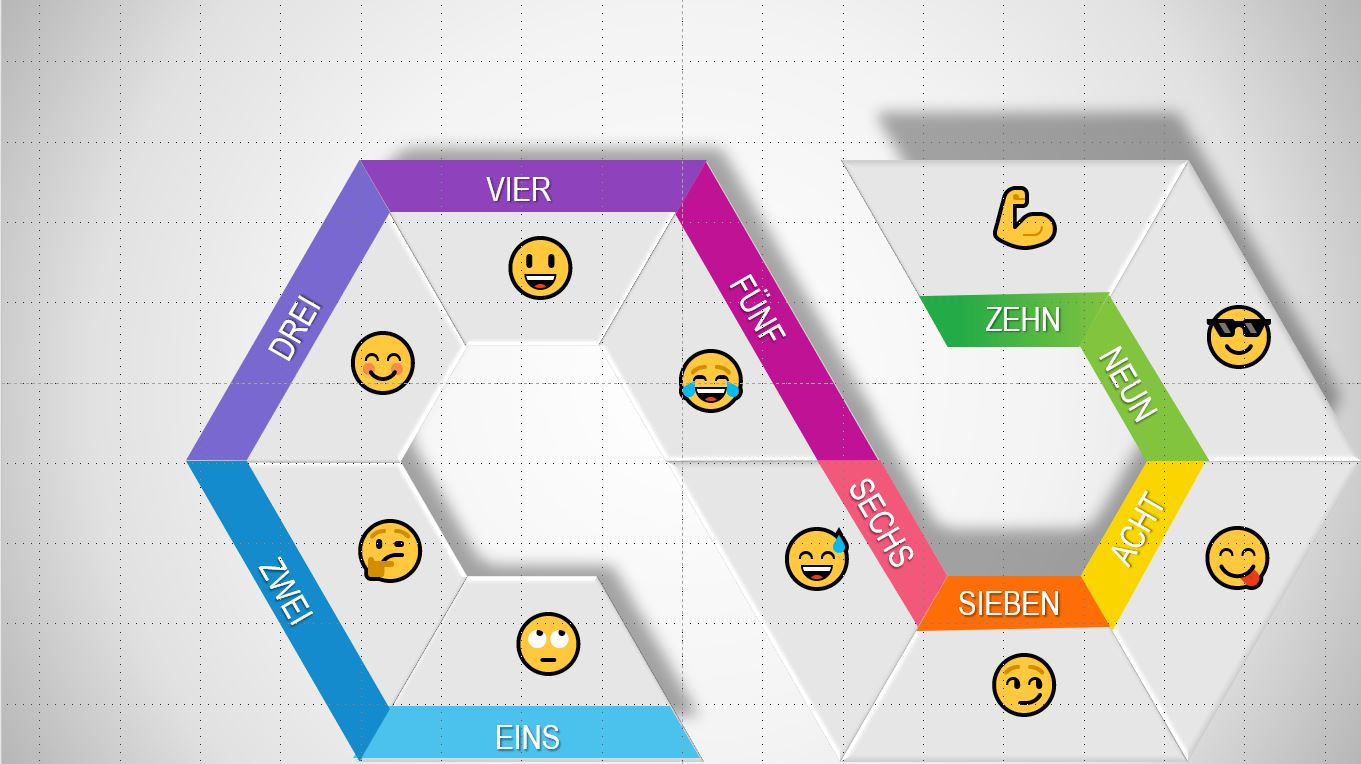 EINS
ZWEI
DREI
VIER
FÜNF
SECHS
SIEBEN
ACHT
NEUN
ZEHN